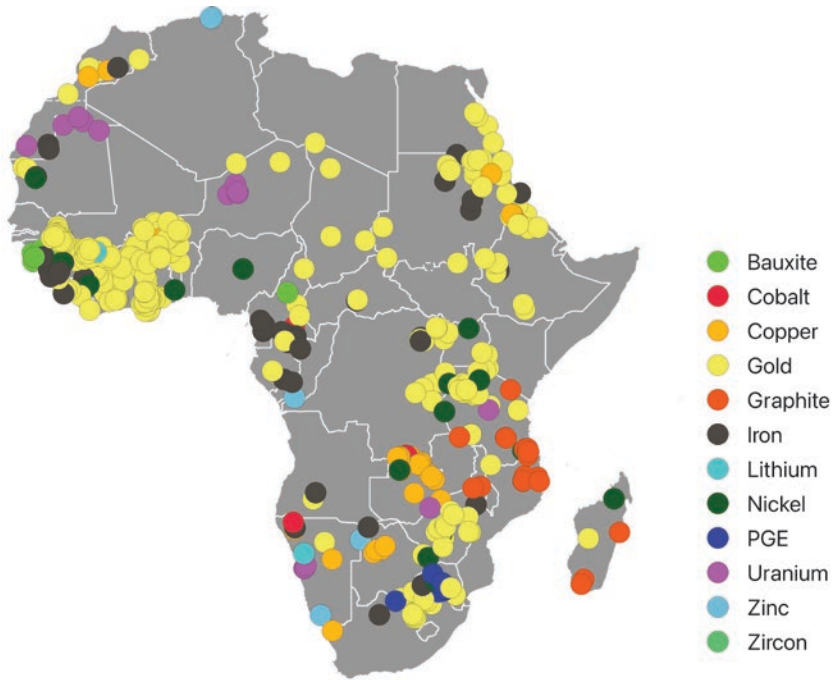 Bauxite
Cobalt
Copper
Gold
Graphite
Iron
Lithium
Nickel
PGE
Uranium
Zinc
Zircon